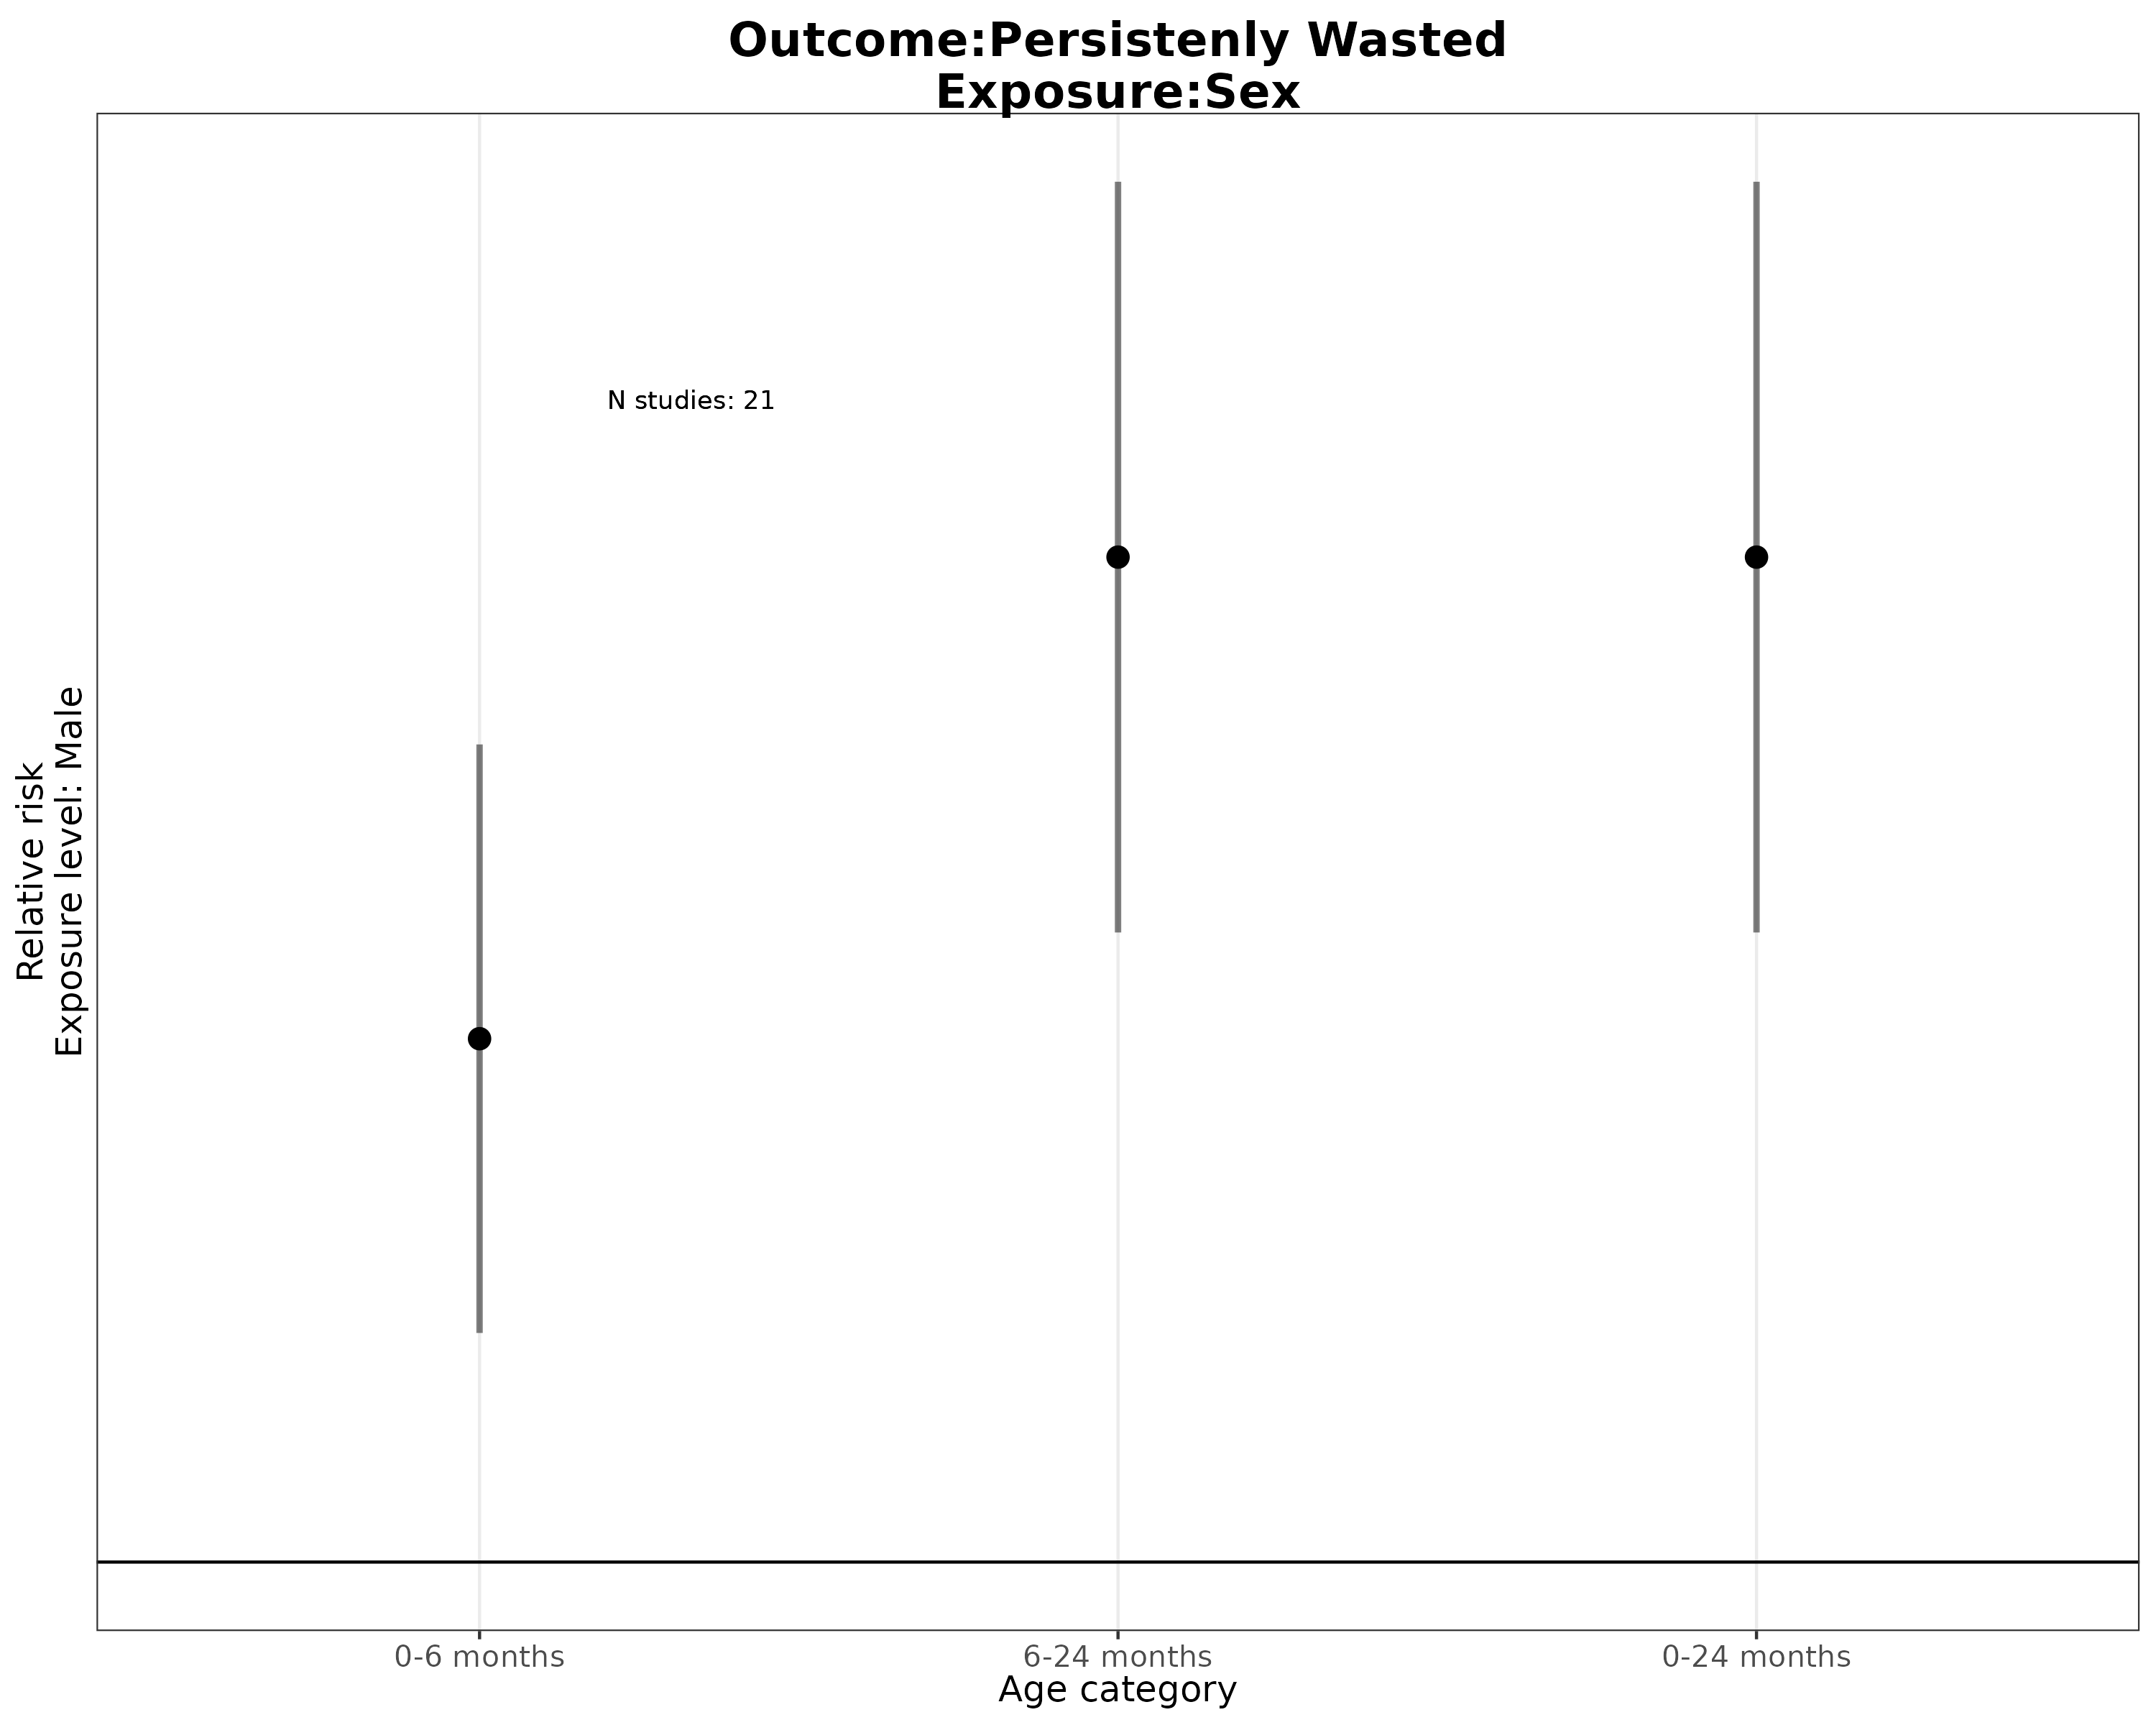 Outcome:Persistenly Wasted
Exposure:Sex
N studies: 21
Relative risk
Exposure level: Male
0-6 months
6-24 months
0-24 months
Age category